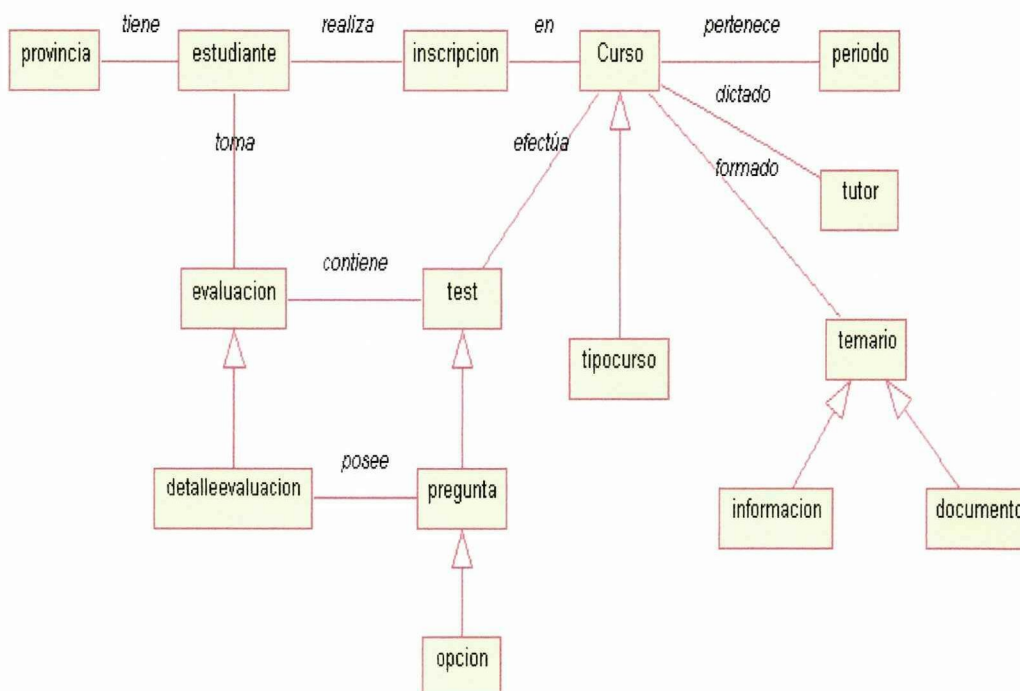 tiene
realiza
en
pertenece
provincia
estudiante
inscripcion
Curso
periodo
dictado
toma
efectúa
formado
tutor
evaluacion
contiene
test
tipocurso
temario
detalleevaluacion
posee
pregunta
informacion
documento
opcion